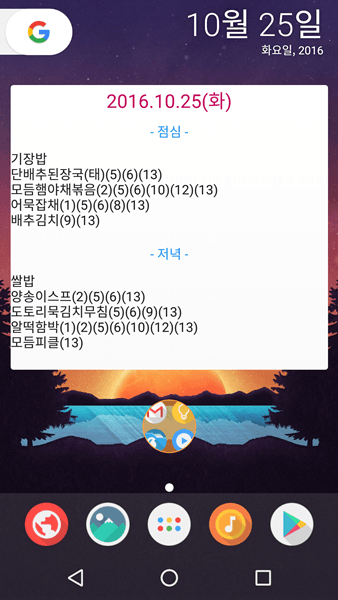 10월 25일
화요일, 2016
2016.10.25(화)
- 점심 -
기장밥
단배추된장국(태)(5)(6)(13)
모듬햄야채볶음(2)(5)(6)(10)(12)(13)
어묵잡채(1)(5)(6)(8)(13)
배추김치(9)(13)
- 저녁 -
쌀밥
양송이스프(2)(5)(6)(13)
도토리묵김치무침(5)(6)(9)(13)
알떡함박(1)(2)(5)(6)(10)(12)(13)
모듬피클(13)